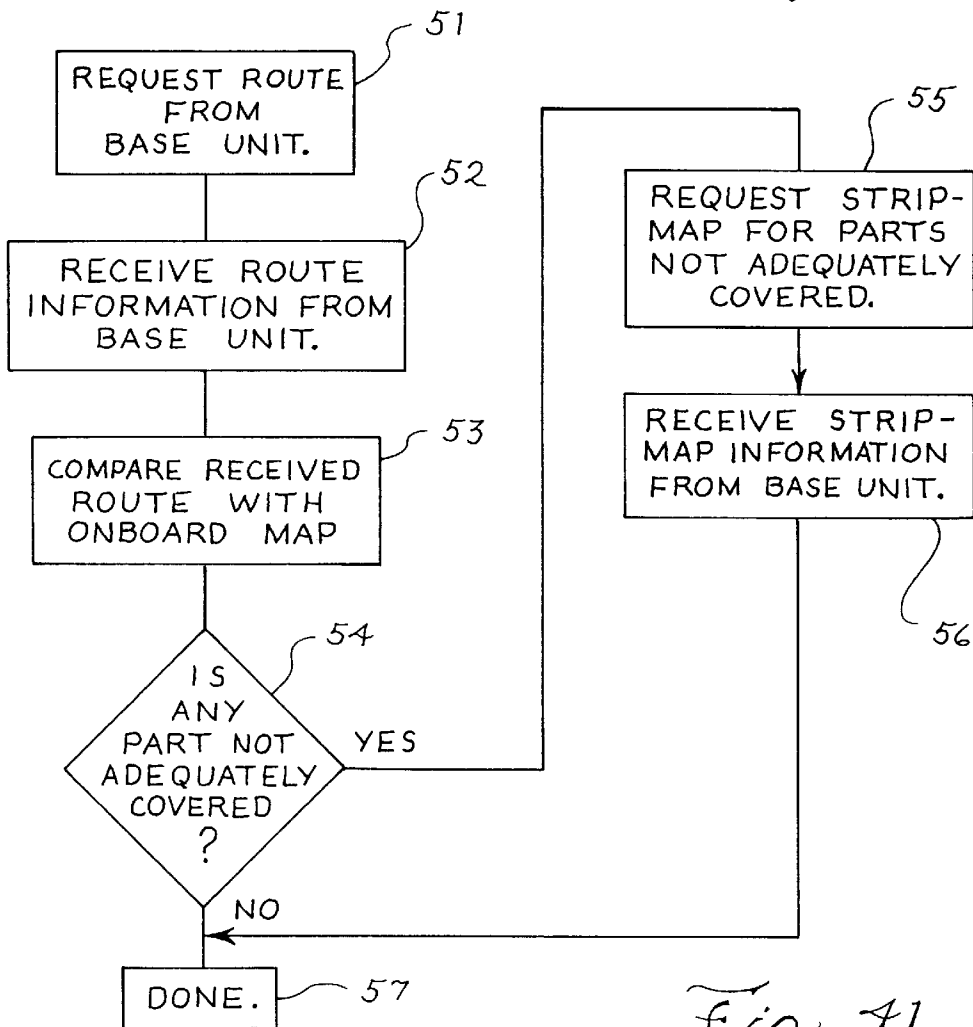 51
REQUEST ROUTE
FROM
BASE UNIT.
52
RECEIVE ROUTE
INFORMATION FROM
BASE UNIT.
53
COMPARE RECEIVED
ROUTE WITH
ONBOARD MAP
54
IS
ANY
PART NOT
ADEQUATELY
COVERED
?
YES
NO
55
REQUEST STRIP-
MAP FOR PARTS
NOT ADEQUATELY
COVERED.
RECEIVE STRIP-
MAP INFORMATION
FROM BASE UNIT.
56
DONE.
57